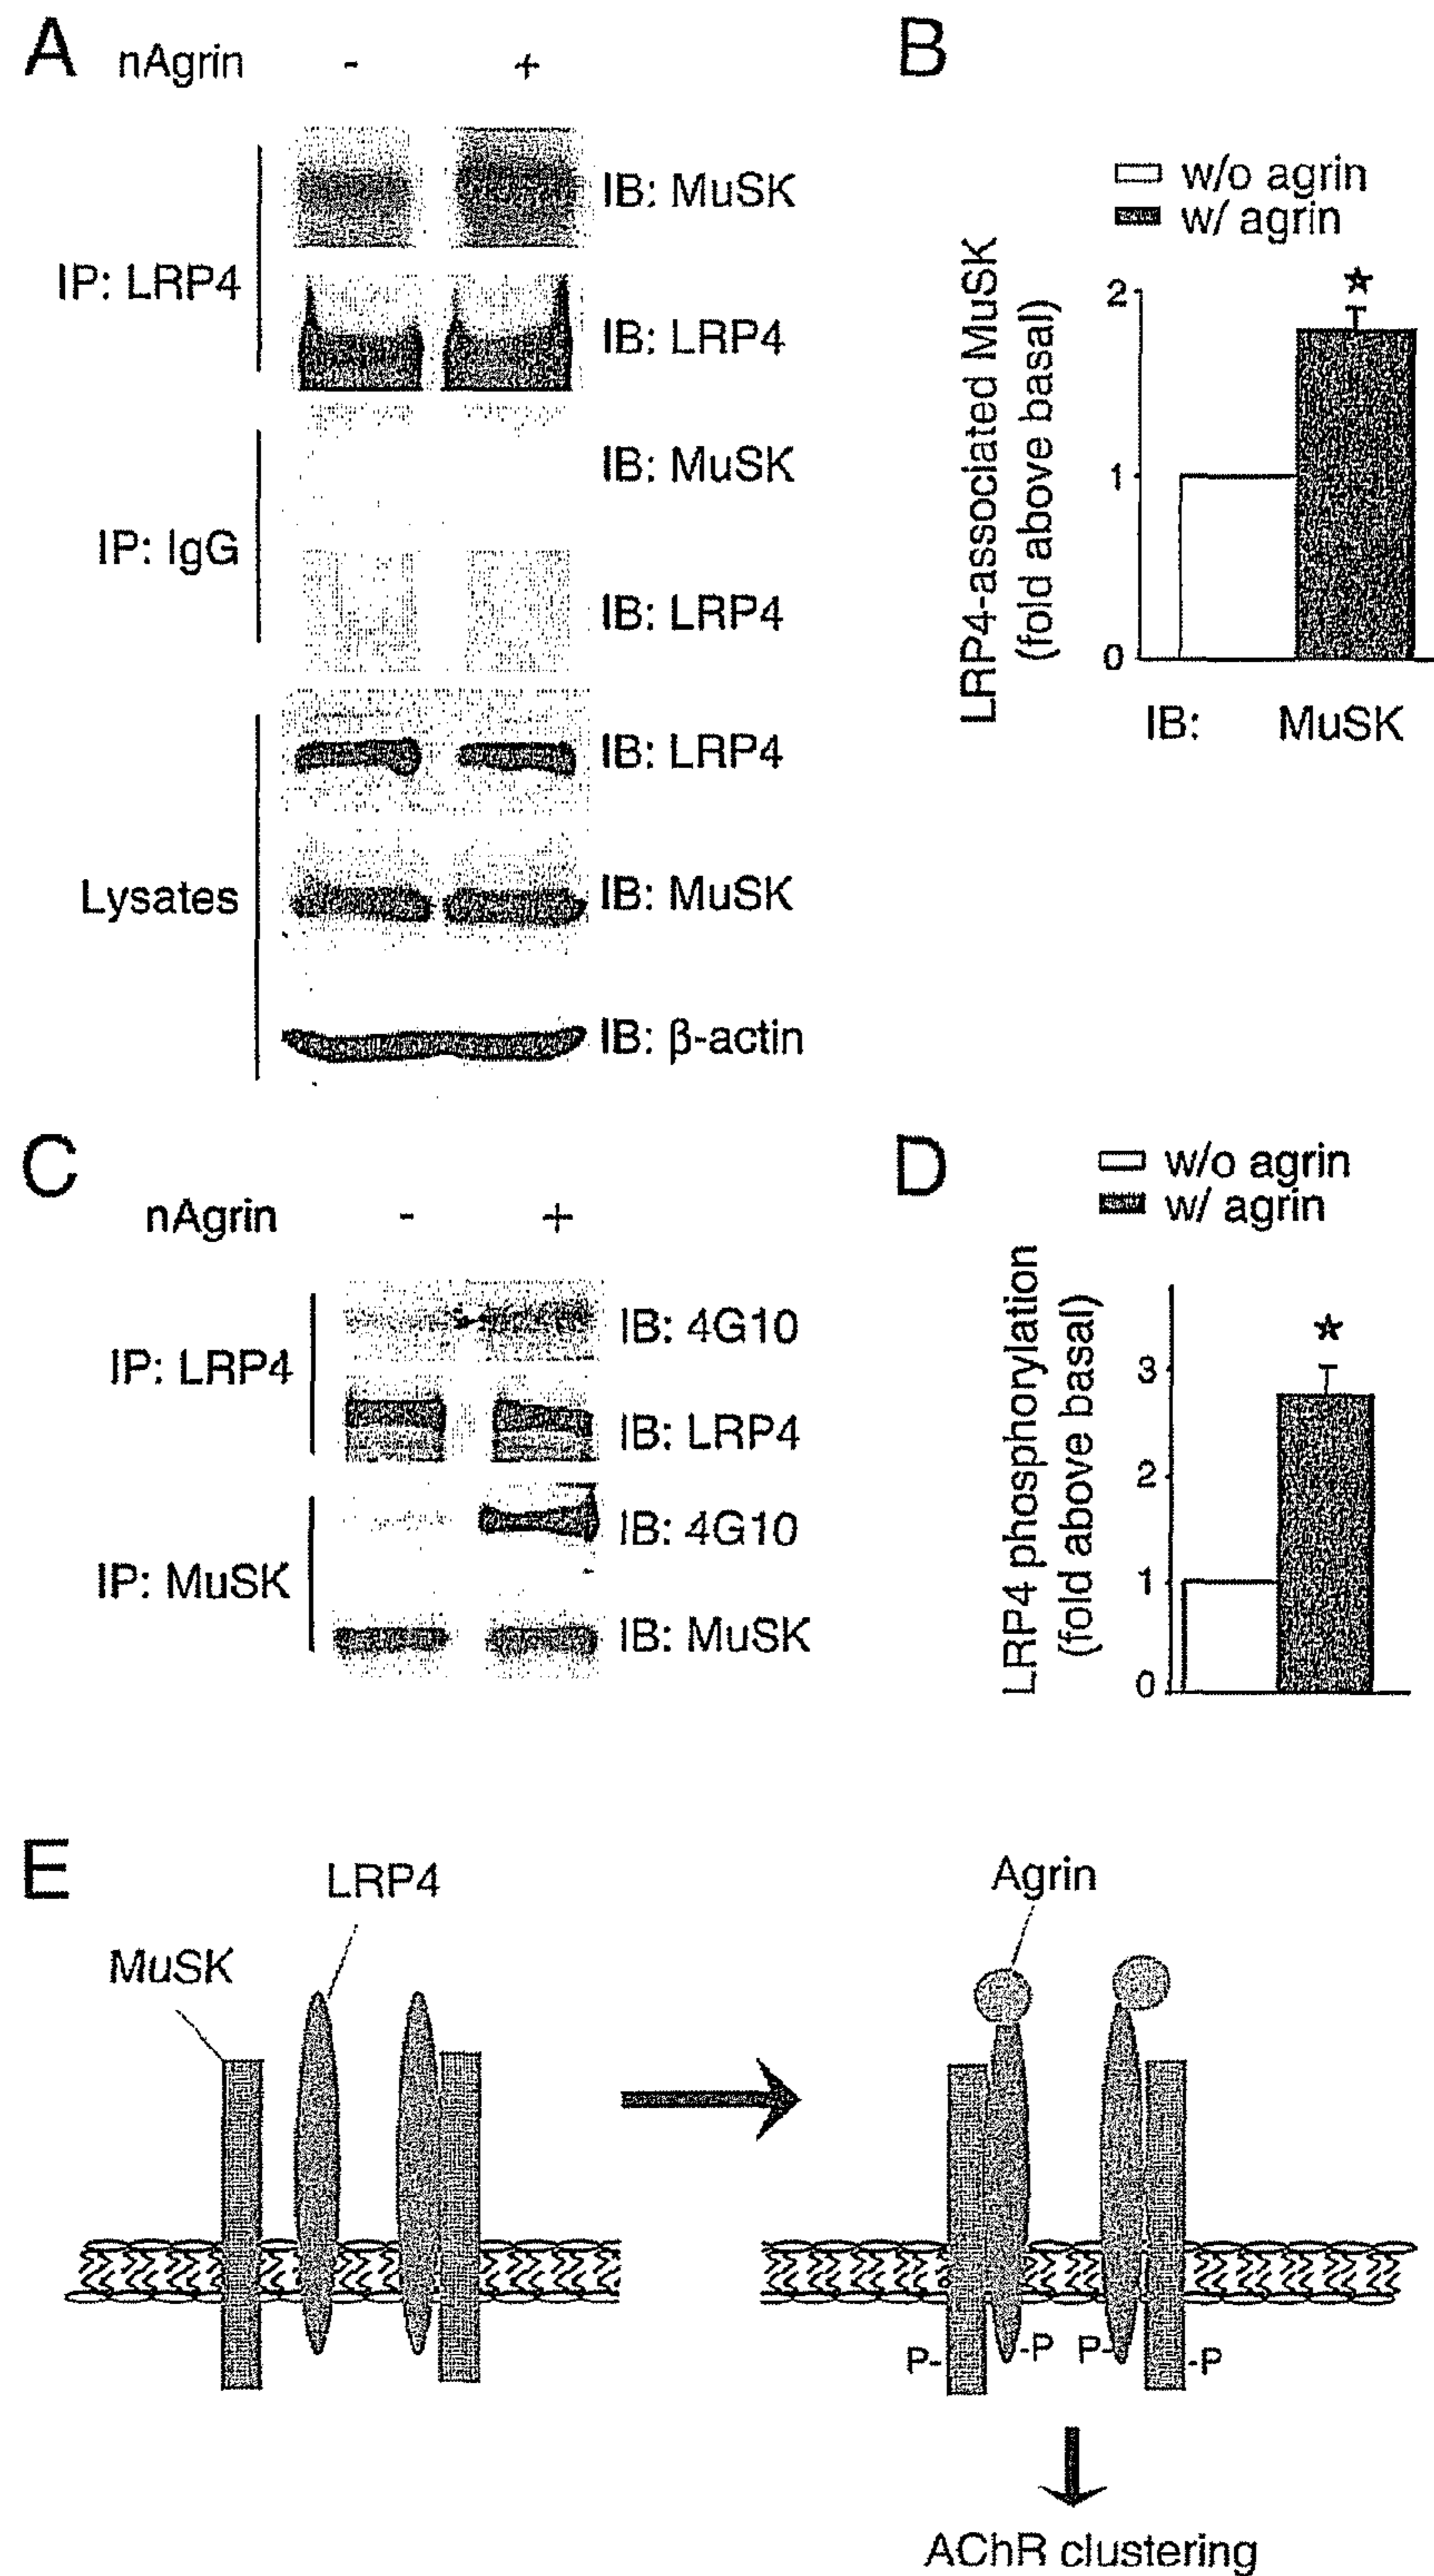 A
nAgrin - +
IP: LRP4
IB: MuSK
IB: LRP4
IP: IgG
IB: MuSK
IB: LRP4
Lysates
IB: LRP4
IB: MuSK
IB: β-actin
B
w/o agrin
w/ agrin
LRP4-associated MuSK
(fold above basal)
2
1
0
★
IB: MuSK
C
nAgrin - +
IP: LRP4
IB: 4G10
IB: LRP4
IP: MuSK
IB: 4G10
IB: MuSK
D
w/o agrin
w/ agrin
LRP4 phosphorylation
(fold above basal)
3
2
1
0
★
E
LRP4
MuSK
Agrin
P- -P P- -P
AChR clustering